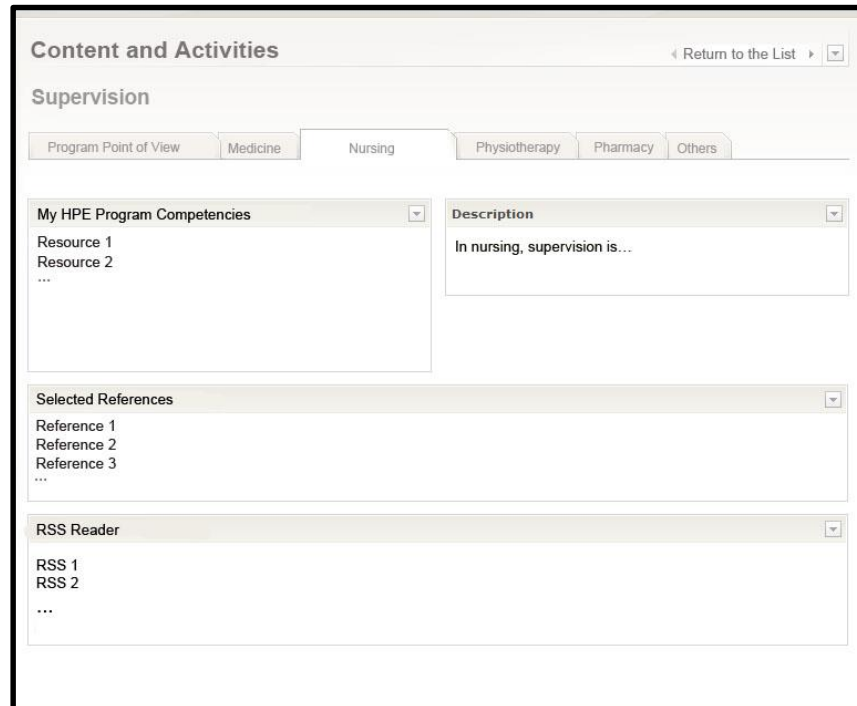 Content and Activities
Return to the List
Supervision
Program Point of View
Medicine
Nursing
Physiotherapy
Pharmacy
Others
My HPE Program Competencies
Resource 1
Resource 2
...
Description
In nursing, supervision is...
Selected References
Reference 1
Reference 2
Reference 3
...
RSS Reader
RSS 1
RSS 2
...